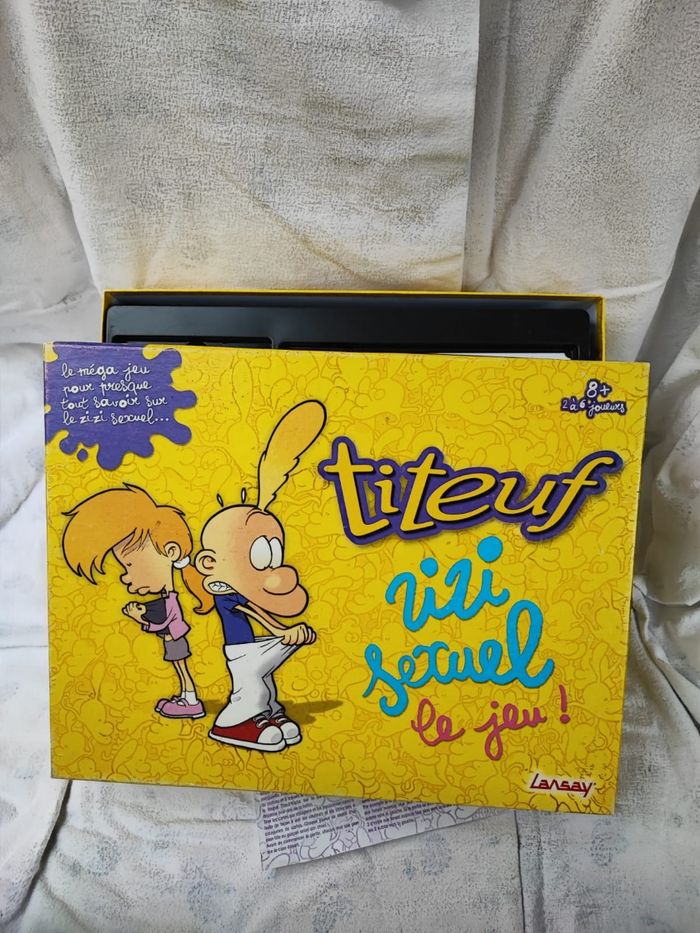 le méga jeu
pour presque
tout savoir sur
le zizi sexuel...
8+
2 à 6 joueurs
titeuf
zizi
sexuel
le jeu !
Lansay